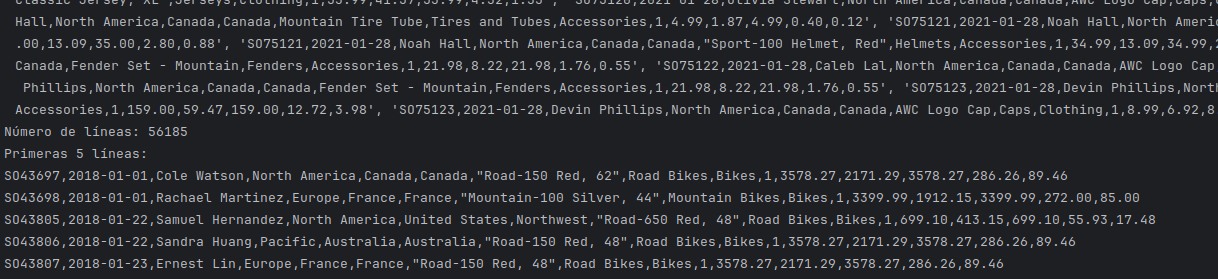 Classic Jersey, XL",Jerseys,Clothing,1,53.99,41.57,53.99,4.32,1.35', 'SO75120,2021-01-28,Olivia Stewart,North America,Canada,Canada,AWC Logo Cap,Caps,
Hall,North America,Canada,Canada,Mountain Tire Tube,Tires and Tubes,Accessories,1,4.99,1.87,4.99,0.40,0.12', 'SO75121,2021-01-28,Noah Hall,North
.00,13.09,35.00,2.80,0.88', 'SO75121,2021-01-28,Noah Hall,North America,Canada,Canada,"Sport-100 Helmet, Red",Helmets,Accessories,1,34.99,13.09,34.99,
Canada,Fender Set - Mountain,Fenders,Accessories,1,21.98,8.22,21.98,1.76,0.55', 'SO75122,2021-01-28,Caleb Lal,North America,Canada,Canada,AWC Logo Cap
Phillips,North America,Canada,Canada,Fender Set - Mountain,Fenders,Accessories,1,21.98,8.22,21.98,1.76,0.55', 'SO75123,2021-01-28,Devin Phillips,
Accessories,1,159.00,59.47,159.00,12.72,3.98', 'SO75123,2021-01-28,Devin Phillips,North America,Canada,Canada,AWC Logo Cap,Caps,Clothing,1,8.99,6.92,8
Número de líneas: 56185
Primeras 5 líneas:
SO43697,2018-01-01,Cole Watson,North America,Canada,Canada,"Road-150 Red, 62",Road Bikes,Bikes,1,3578.27,2171.29,3578.27,286.26,89.46
SO43698,2018-01-01,Rachael Martinez,Europe,France,France,"Mountain-100 Silver, 44",Mountain Bikes,Bikes,1,3399.99,1912.15,3399.99,272.00,85.00
SO43805,2018-01-22,Samuel Hernandez,North America,United States,Northwest,"Road-650 Red, 48",Road Bikes,Bikes,1,699.10,413.15,699.10,55.93,17.48
SO43806,2018-01-22,Sandra Huang,Pacific,Australia,Australia,"Road-150 Red, 48",Road Bikes,Bikes,1,3578.27,2171.29,3578.27,286.26,89.46
SO43807,2018-01-23,Ernest Lin,Europe,France,France,"Road-150 Red, 48",Road Bikes,Bikes,1,3578.27,2171.29,3578.27,286.26,89.46